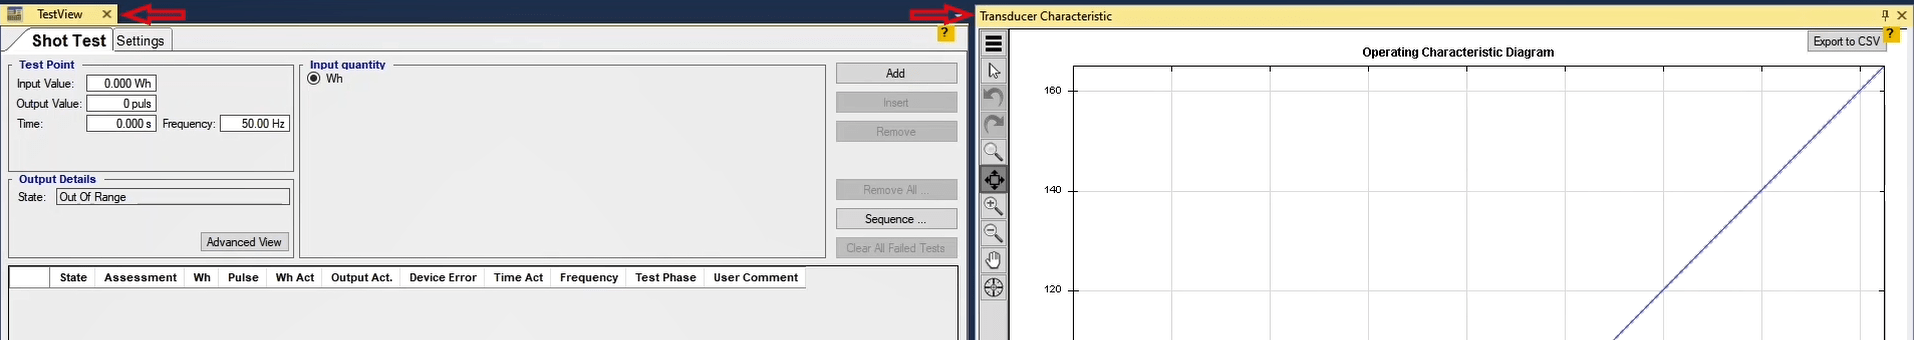 TestView
Transducer Characteristic
Shot Test
Settings
?
Test Point
Input Value: 0.000 Wh
Output Value: 0 puls
Time: 0.000 s Frequency: 50.00 Hz
Output Details
State: Out Of Range
Advanced View
Input quantity
Wh
Add
Insert
Remove
Remove All ...
Sequence ...
Clear All Failed Tests
State Assessment Wh Pulse Wh Act Output Act. Device Error Time Act Frequency Test Phase User Comment
Export to CSV
?
Operating Characteristic Diagram
160
140
120